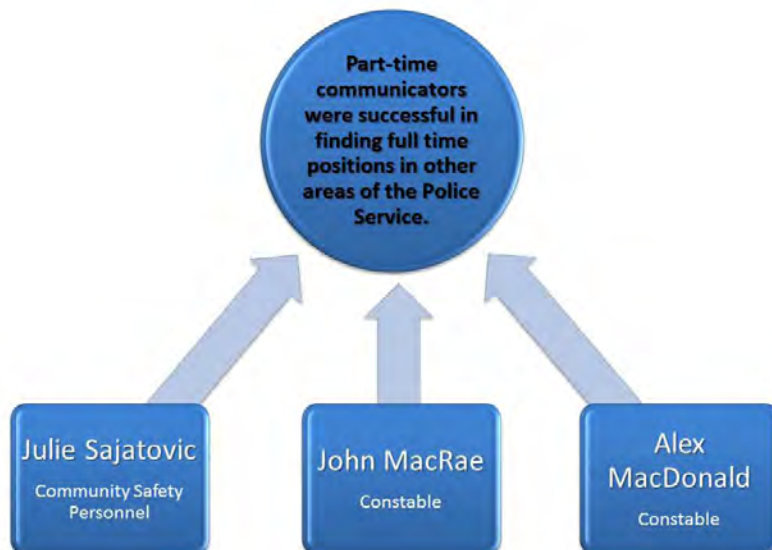 Part-time
communicators
were successful in
finding full time
positions in other
areas of the Police
Service.
Julie Sajatovic
Community Safety
Personnel
John MacRae
Constable
Alex
MacDonald
Constable